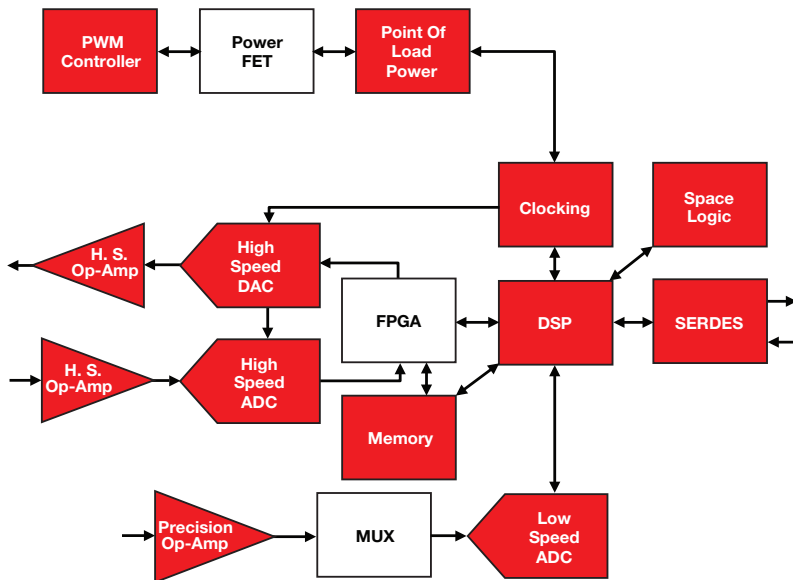 PWM
Controller
Power
FET
Point Of
Load
Power
Clocking
Space
Logic
H. S.
Op-Amp
High
Speed
DAC
FPGA
DSP
SERDES
H. S.
Op-Amp
High
Speed
ADC
Memory
Precision
Op-Amp
MUX
Low
Speed
ADC